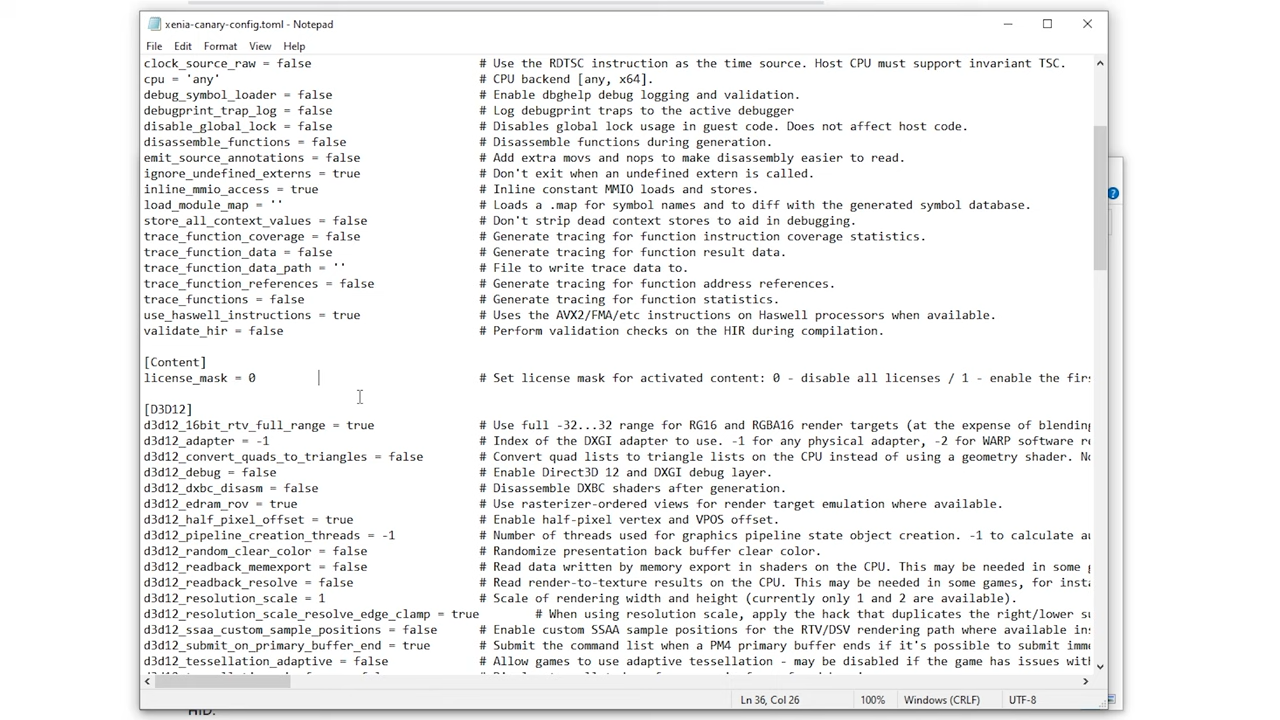 xenia-canary-config.toml - Notepad
File Edit Format View Help
clock_source_raw = false # Use the RDTSC instruction as the time source. Host CPU must support invariant TSC.
cpu = 'any' # CPU backend [any, x64].
debug_symbol_loader = false # Enable dbghelp debug logging and validation.
debugprint_trap_log = false # Log debugprint traps to the active debugger
disable_global_lock = false # Disables global lock usage in guest code. Does not affect host code.
disassemble_functions = false # Disassemble functions during generation.
emit_source_annotations = false # Add extra movs and nops to make disassembly easier to read.
ignore_undefined_externs = true # Don't exit when an undefined extern is called.
inline_mmio_access = true # Inline constant MMIO loads and stores.
load_module_map = '' # Loads a .map for symbol names and to diff with the generated symbol database.
store_all_context_values = false # Don't strip dead context stores to aid in debugging.
trace_function_coverage = false # Generate tracing for function instruction coverage statistics.
trace_function_data = false # Generate tracing for function result data.
trace_function_data_path = '' # File to write trace data to.
trace_function_references = false # Generate tracing for function address references.
trace_functions = false # Generate tracing for function statistics.
use_haswell_instructions = true # Uses the AVX2/FMA/etc instructions on Haswell processors when available.
validate_hir = false # Perform validation checks on the HIR during compilation.
[Content]
license_mask = 0 # Set license mask for activated content: 0 - disable all licenses / 1 - enable the firs
[D3D12]
d3d12_16bit_rtv_full_range = true # Use full -32...32 range for RG16 and RGBA16 render targets (at the expense of blending
d3d12_adapter = -1 # Index of the DXGI adapter to use. -1 for any physical adapter, -2 for WARP software re
d3d12_convert_quads_to_triangles = false # Convert quad lists to triangle lists on the CPU instead of using a geometry shader. No
d3d12_debug = false # Enable Direct3D 12 and DXGI debug layer.
d3d12_dxbc_disasm = false # Disassemble DXBC shaders after generation.
d3d12_edram_rov = true # Use rasterizer-ordered views for render target emulation where available.
d3d12_half_pixel_offset = true # Enable half-pixel vertex and VPOS offset.
d3d12_pipeline_creation_threads = -1 # Number of threads used for graphics pipeline state object creation. -1 to calculate au
d3d12_random_clear_color = false # Randomize presentation back buffer clear color.
d3d12_readback_memexport = false # Read data written by memory export in shaders on the CPU. This may be needed in some g
d3d12_readback_resolve = false # Read render-to-texture results on the CPU. This may be needed in some games, for insta
d3d12_resolution_scale = 1 # Scale of rendering width and height (currently only 1 and 2 are available).
d3d12_resolution_scale_resolve_edge_clamp = true # When using resolution scale, apply the hack that duplicates the right/lower su
d3d12_ssaa_custom_sample_positions = false # Enable custom SSAA sample positions for the RTV/DSV rendering path where available ins
d3d12_submit_on_primary_buffer_end = true # Submit the command list when a PM4 primary buffer ends if it's possible to submit imme
d3d12_tessellation_adaptive = false # Allow games to use adaptive tessellation - may be disabled if the game has issues with
Ln 36, Col 26 100% Windows (CRLF) UTF-8